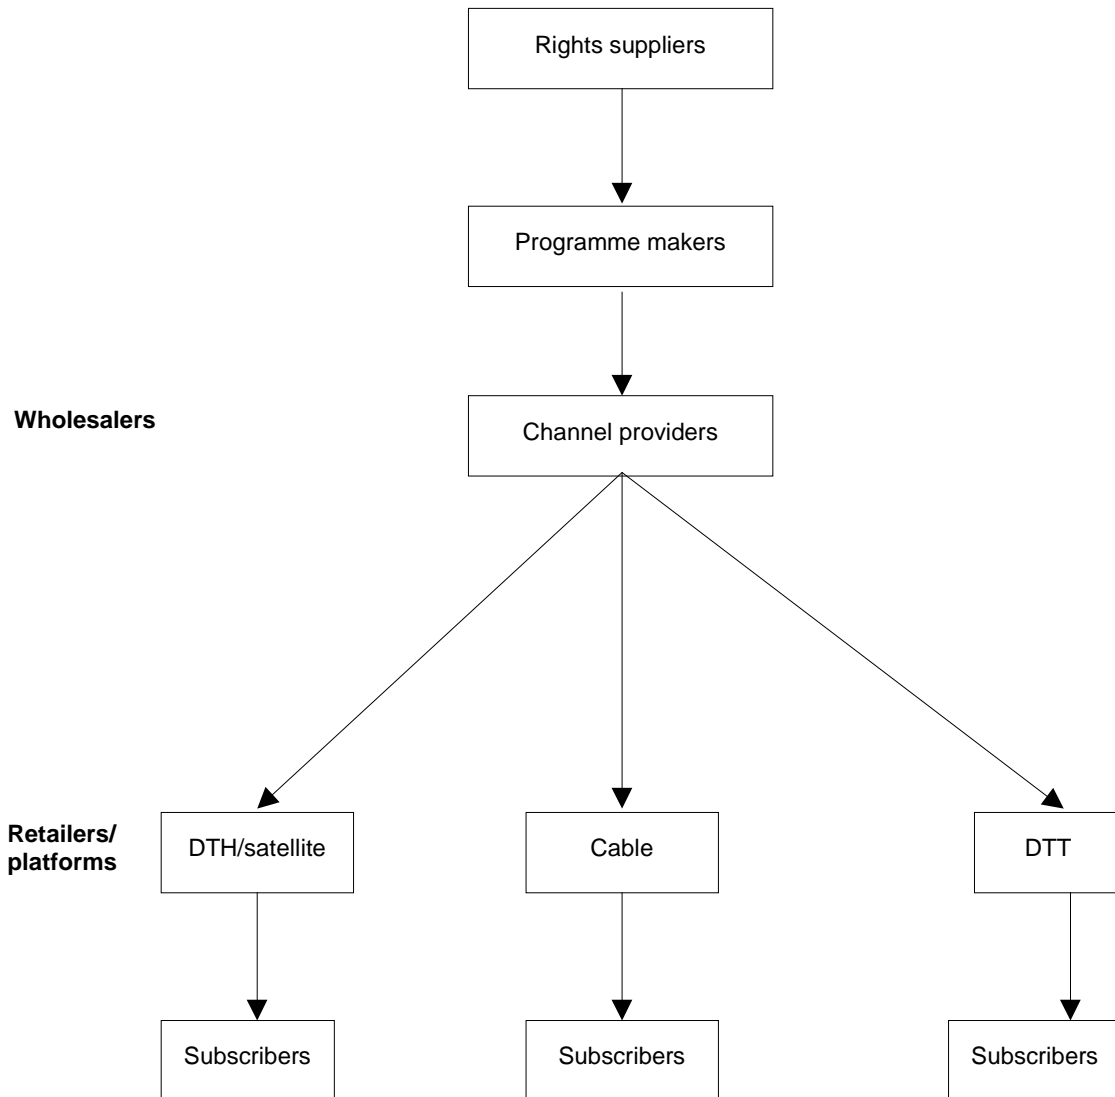 Rights suppliers
Programme makers
Wholesalers
Channel providers
Retailers/
platforms
DTH/satellite
Cable
DTT
Subscribers
Subscribers
Subscribers